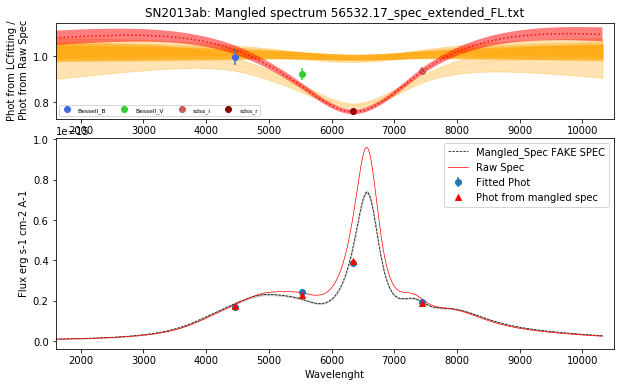 SN2013ab: Mangled spectrum 56532.17_spec_extended_FL.txt
Phot from LCfitting /
Phot from Raw Spec
1.0
0.8
Bessell_B Bessell_V sdss_i sdss_r
2000 3000 4000 5000 6000 7000 8000 9000 10000
1.0
0.8
0.6
0.4
0.2
0.0
Flux erg s-1 cm-2 A-1
Mangled_Spec FAKE SPEC
Raw Spec
Fitted Phot
Phot from mangled spec
2000 3000 4000 5000 6000 7000 8000 9000 10000
Wavelenght